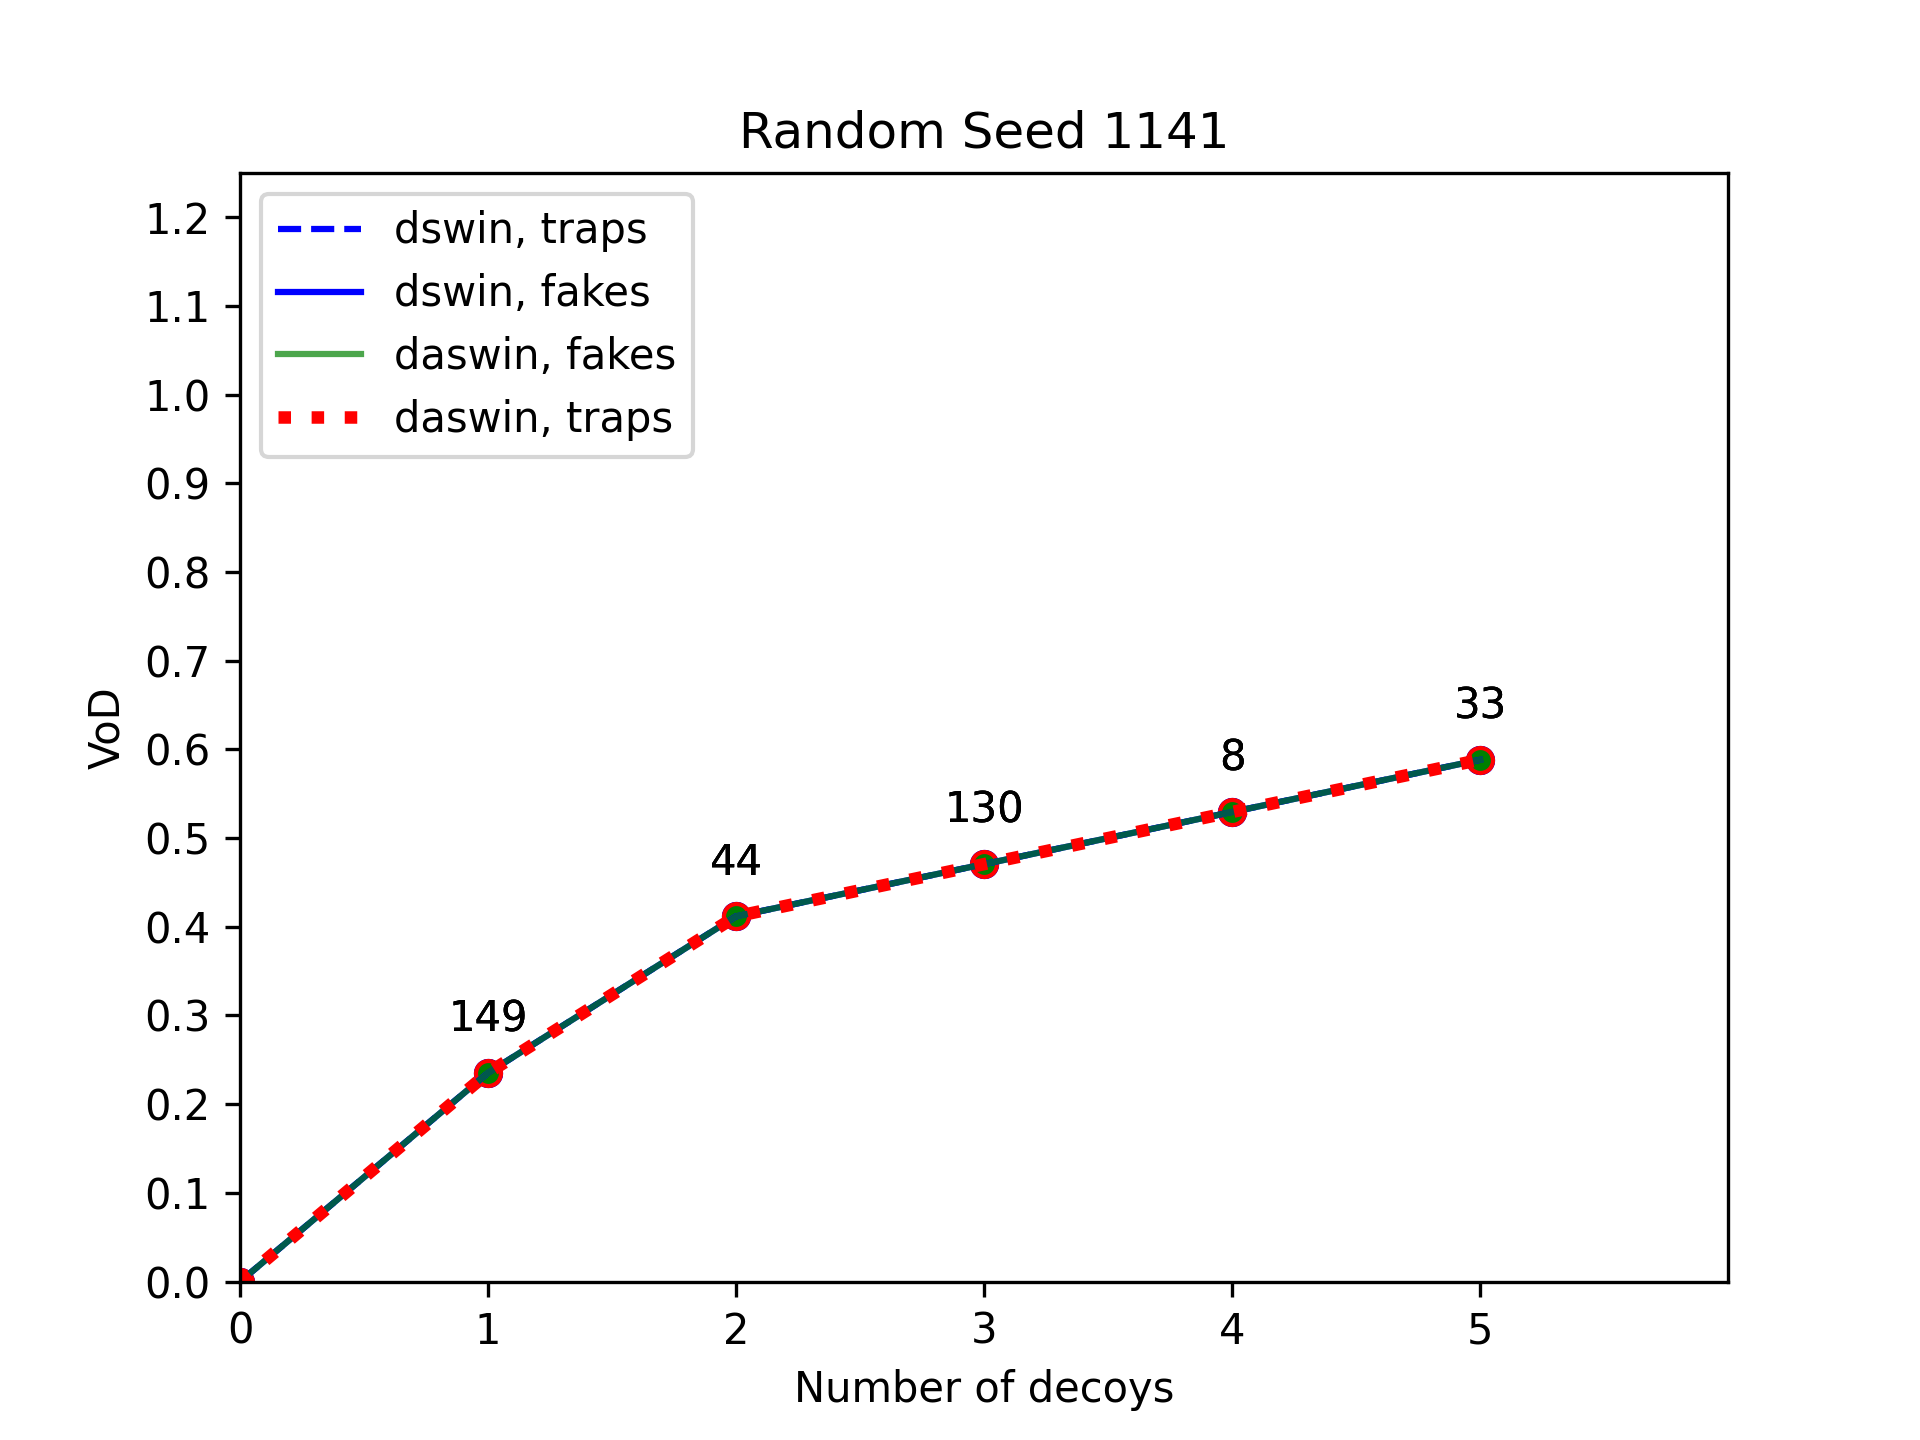 Random Seed 1141
dswin, traps
dswin, fakes
daswin, fakes
daswin, traps
1.2
1.1
1.0
0.9
0.8
0.7
0.6
0.5
0.4
0.3
0.2
0.1
0.0
VoD
33
8
130
44
149
0 1 2 3 4 5
Number of decoys